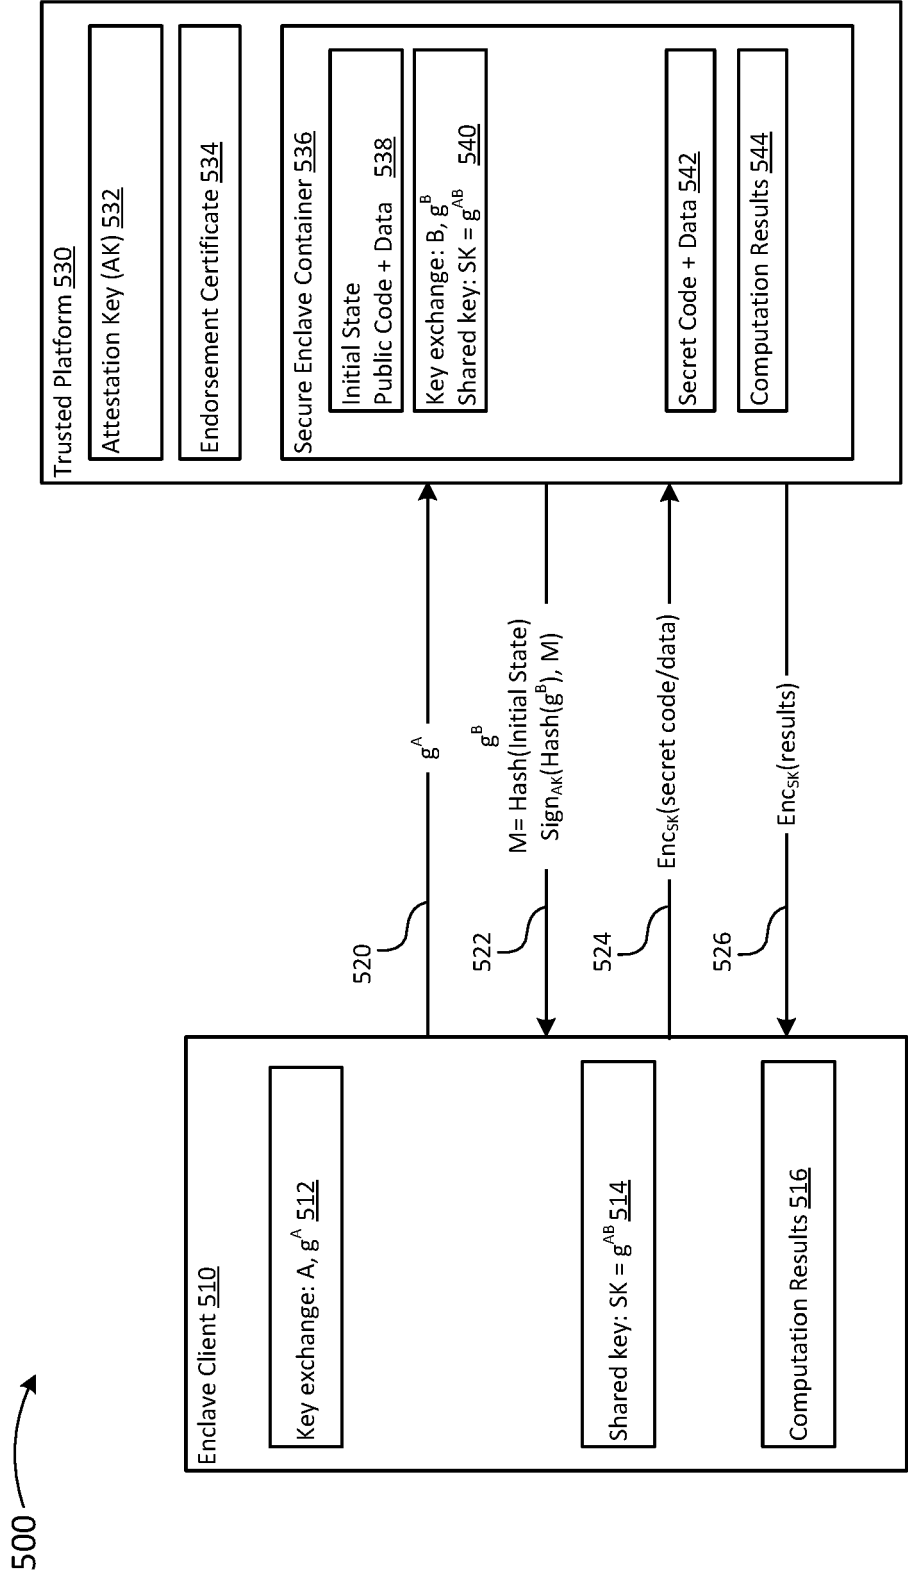 500
Enclave Client 510
Key exchange: A, g^A 512
Shared key: SK = g^AB 514
Computation Results 516
520
g^A
522
g^B
M= Hash(Initial State)
Sign_AK(Hash(g^B), M)
524
Enc_SK(secret code/data)
526
Enc_SK(results)
Trusted Platform 530
Attestation Key (AK) 532
Endorsement Certificate 534
Secure Enclave Container 536
Initial State
Public Code + Data 538
Key exchange: B, g^B
Shared key: SK = g^AB 540
Secret Code + Data 542
Computation Results 544